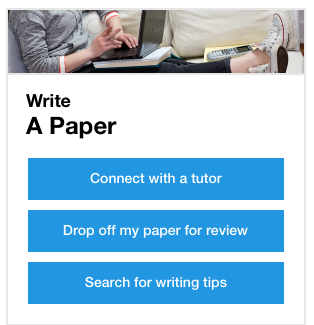 Write
A Paper
Connect with a tutor
Drop off my paper for review
Search for writing tips